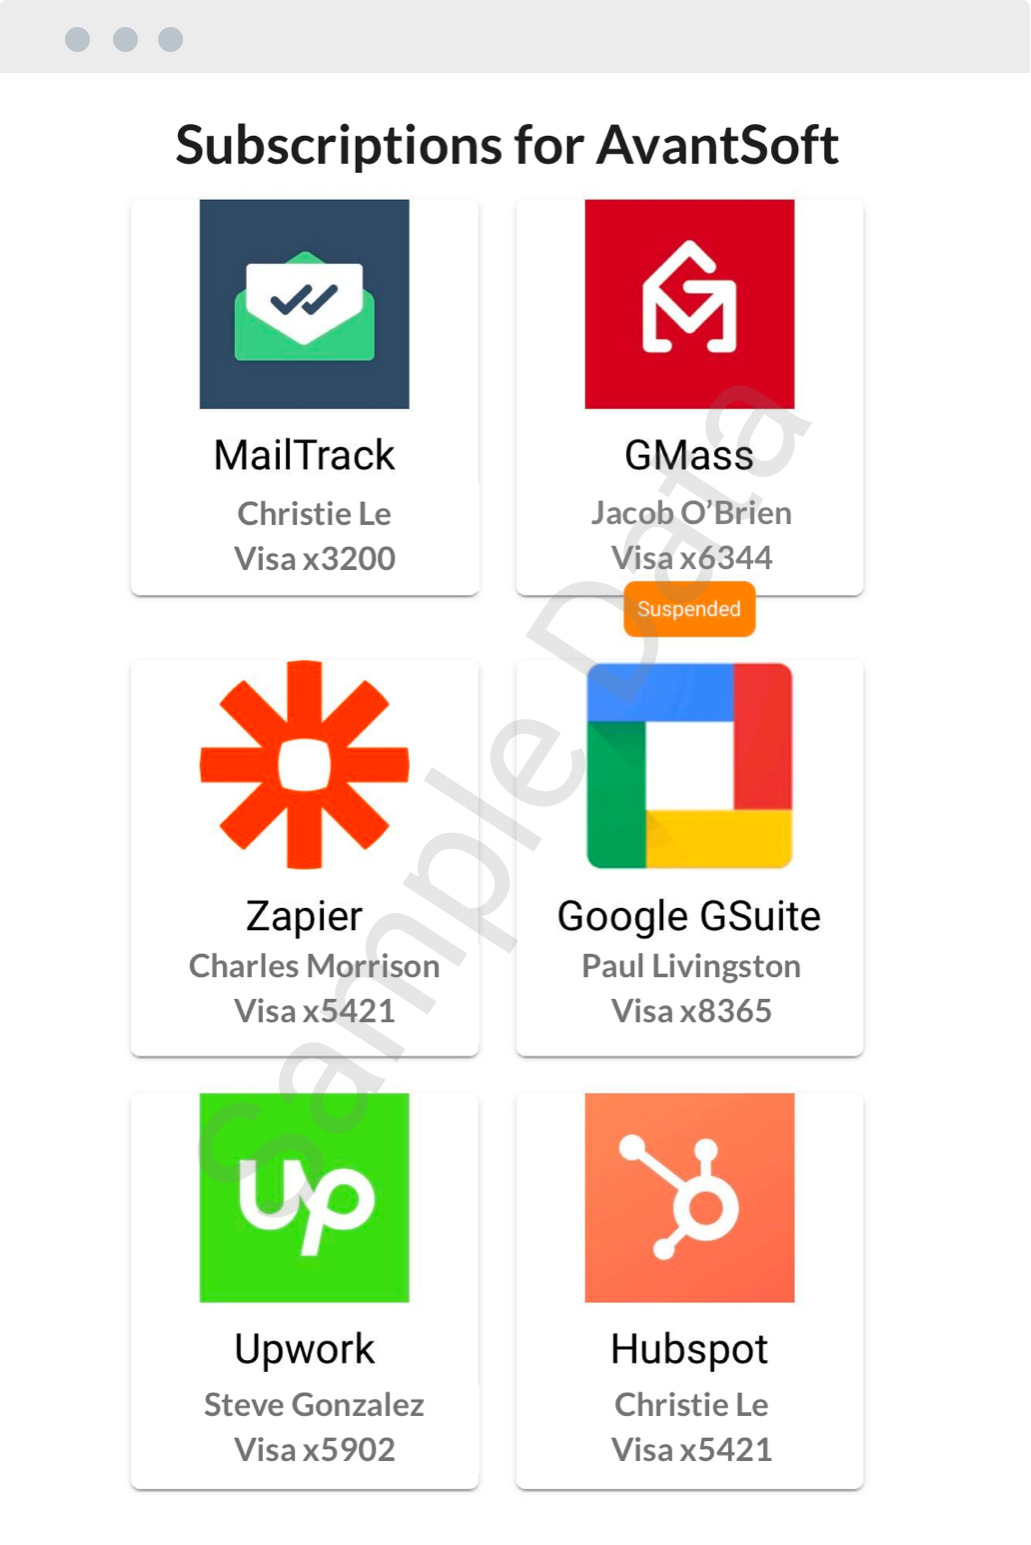 Subscriptions for AvantSoft
MailTrack
Christie Le
Visa x3200
GMass
Jacob O’Brien
Visa x6344
Suspended
Zapier
Charles Morrison
Visa x5421
Google GSuite
Paul Livingston
Visa x8365
up
Upwork
Steve Gonzalez
Visa x5902
Hubspot
Christie Le
Visa x5421
Sample Data